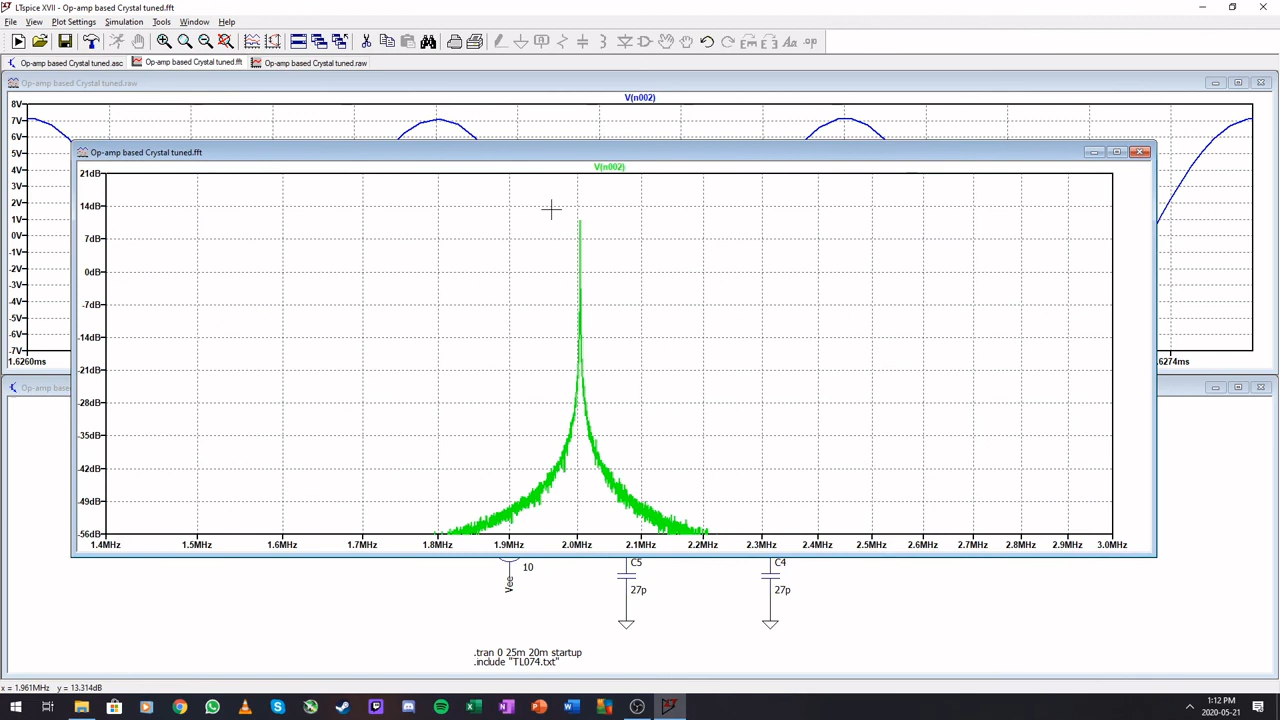 LTspice XVII - Op-amp based Crystal tuned.fft
File View Plot Settings Simulation Tools Window Help
Op-amp based Crystal tuned.asc Op-amp based Crystal tuned.fft Op-amp based Crystal tuned.raw
Op-amp based Crystal tuned.raw
V(n002)
8V
7V
6V
5V
4V
3V
2V
1V
0V
-1V
-2V
-3V
-4V
-5V
-6V
-7V
1.6260ms
.6274ms
Op-amp based Crystal tuned.fft
V(n002)
21dB
14dB
7dB
0dB
-7dB
-14dB
-21dB
-28dB
-35dB
-42dB
-49dB
-56dB
1.4MHz 1.5MHz 1.6MHz 1.7MHz 1.8MHz 1.9MHz 2.0MHz 2.1MHz 2.2MHz 2.3MHz 2.4MHz 2.5MHz 2.6MHz 2.7MHz 2.8MHz 2.9MHz 3.0MHz
Op-amp bas
10
Vee
C5
27p
C4
27p
.tran 0 25m 20m startup
.include "TL074.txt"
x = 1.961MHz y = 13.314dB
1:12 PM
2020-05-21